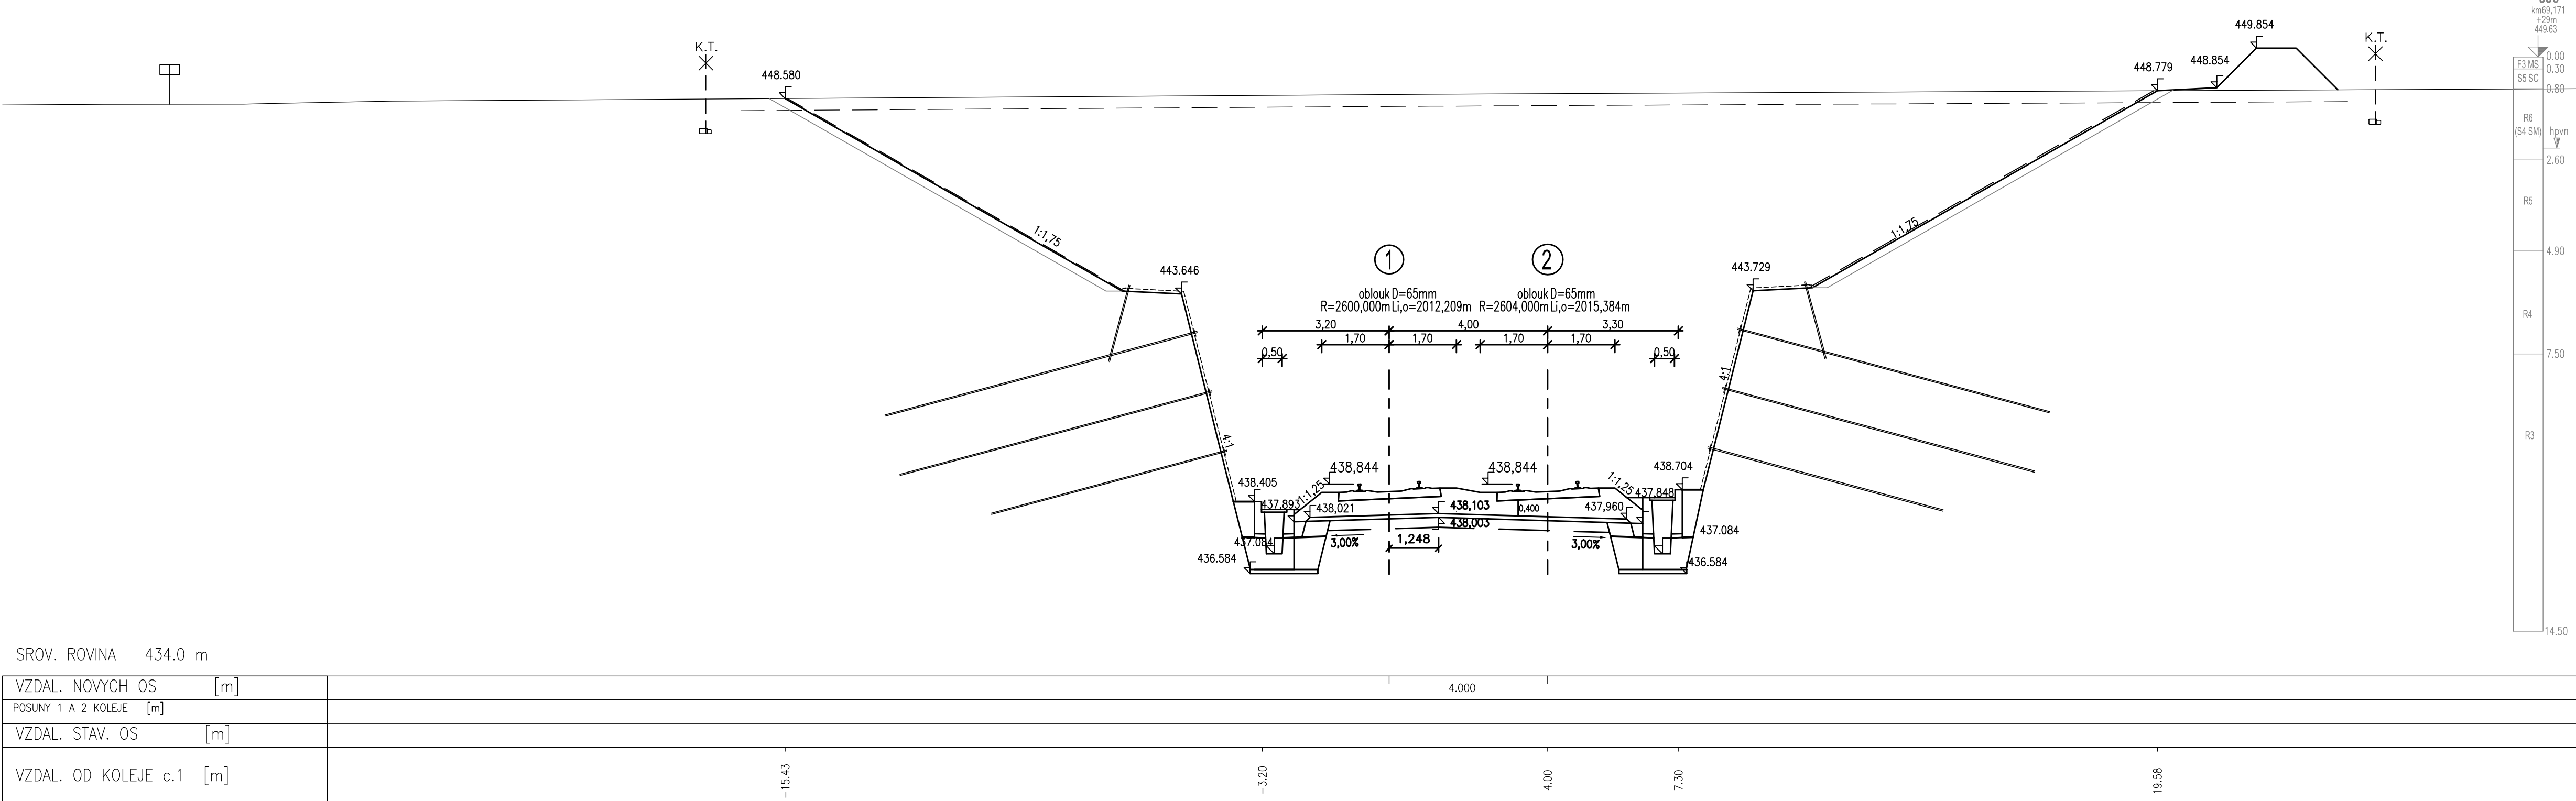 km69,171
+29m
449.63
449.854
K.T.
K.T.
0.00
F3 MS
0.30
448.854
448.779
448.580
S5 SC
0.80
R6
(S4 SM)
hpvn
2.60
R5
1:1,75
1:1,75
4.90
1
2
443.646
443.729
oblouk D=65mm
R=2600,000m Li,o=2012,209m
oblouk D=65mm
R=2604,000m Li,o=2015,384m
R4
3,20
4,00
3,30
1,70
1,70
1,70
1,70
0,50
0,50
7.50
4:1
4:1
R3
438,844
438,844
438.704
438.405
1:1,25
1:1,25
437.893
437.848
438,021
438,103
0,400
437,960
438,003
437.084
437.084
3,00%
1,248
3,00%
436.584
436.584
14.50
SROV. ROVINA 434.0 m
VZDAL. NOVYCH OS [m]
4.000
POSUNY 1 A 2 KOLEJE [m]
VZDAL. STAV. OS [m]
VZDAL. OD KOLEJE c.1 [m]
-15.43
-3.20
4.00
7.30
19.58